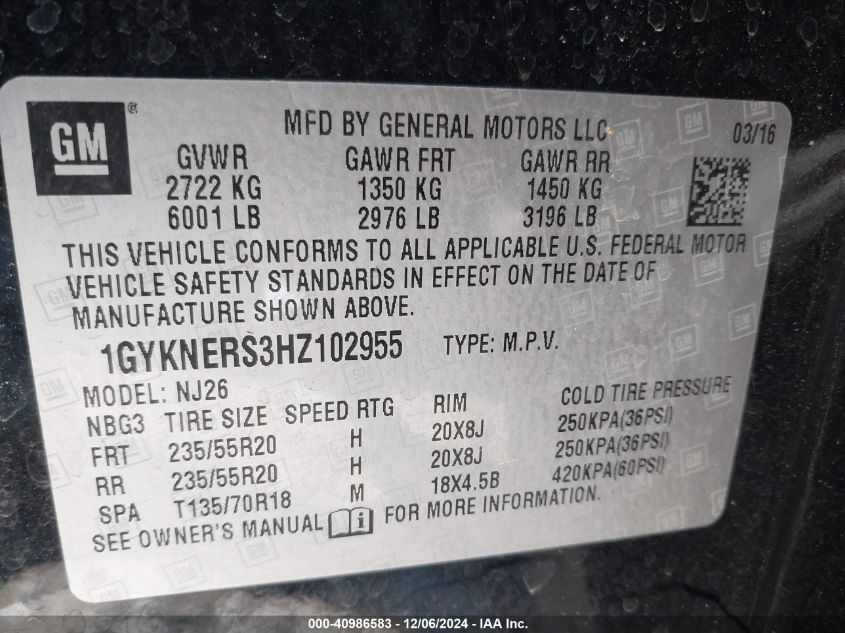 GM®
MFD BY GENERAL MOTORS LLC
03/16
GVWR GAWR FRT GAWR RR
2722 KG 1350 KG 1450 KG
6001 LB 2976 LB 3196 LB
THIS VEHICLE CONFORMS TO ALL APPLICABLE U.S. FEDERAL MOTOR
VEHICLE SAFETY STANDARDS IN EFFECT ON THE DATE OF
MANUFACTURE SHOWN ABOVE.
1GYKNERS3HZ102955 TYPE: M.P.V.
MODEL: NJ26
NBG3 TIRE SIZE SPEED RTG RIM COLD TIRE PRESSURE
FRT 235/55R20 H 20X8J 250KPA(36PSI)
RR 235/55R20 H 20X8J 250KPA(36PSI)
SPA T135/70R18 M 18X4.5B 420KPA(60PSI)
SEE OWNER'S MANUAL i FOR MORE INFORMATION.
000-40986583 - 12/06/2024 - IAA Inc.